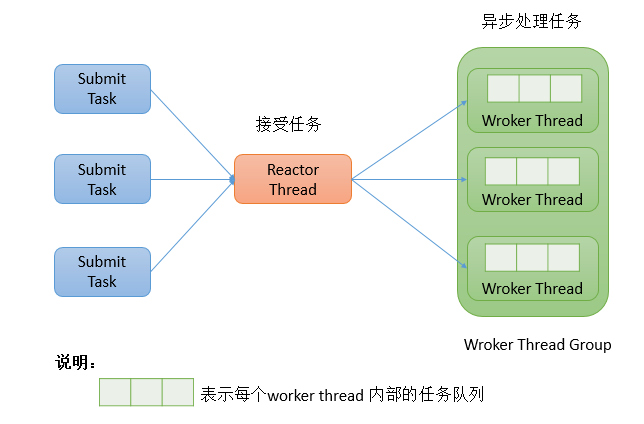 异步处理任务
Submit
Task
接受任务
Wroker Thread
Submit
Task
Reactor
Thread
Wroker Thread
Submit
Task
Wroker Thread
Wroker Thread Group
说明：
表示每个worker thread 内部的任务队列